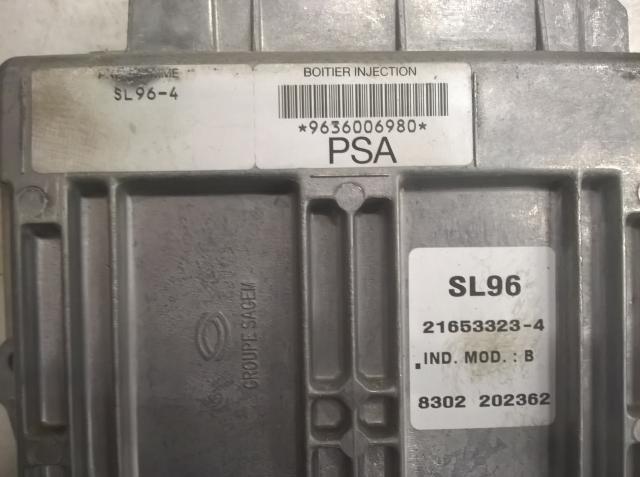 BOITIER INJECTION
SL96-4
*9636006980*
PSA
GROUPE SAGEM
SL96
21653323-4
IND. MOD. : B
8302 202362